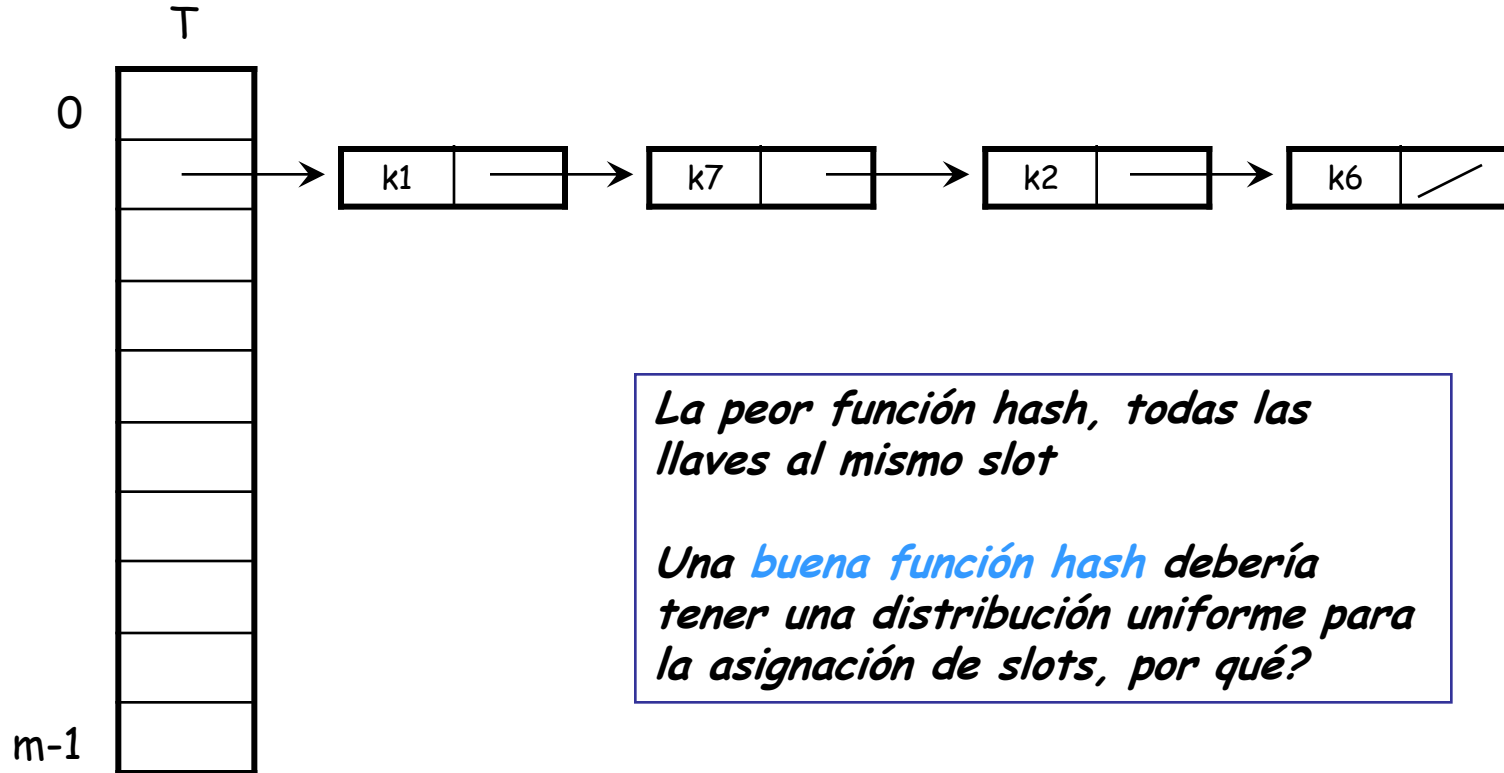 T
0
k1 k7 k2 k6
La peor función hash, todas las
llaves al mismo slot
Una buena función hash debería
tener una distribución uniforme para
la asignación de slots, por qué?
m-1